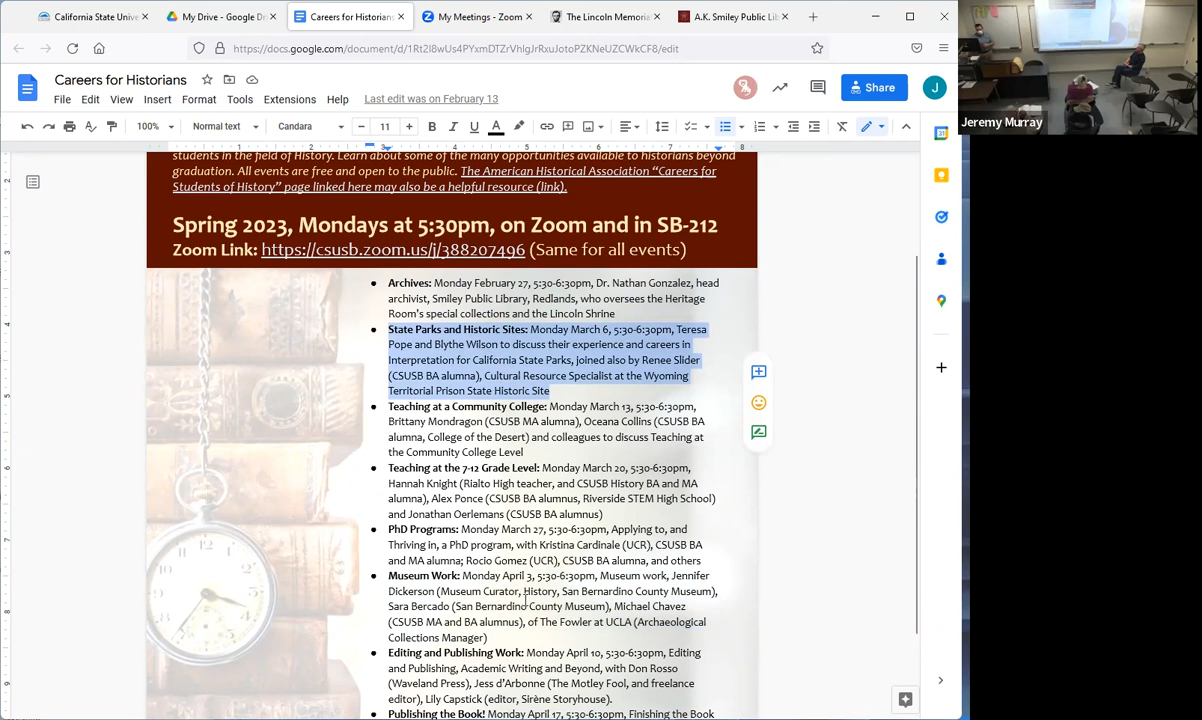 California State Unive
My Drive - Google Dri
Careers for Historians
My Meetings - Zoom
The Lincoln Memoria
A.K. Smiley Public Lib
https://docs.google.com/document/d/1Rt2l8wUs4PYxmDTZrVhlgJrRxuJotoPZKNeUZCWkCF8/edit
Careers for Historians
File Edit View Insert Format Tools Extensions Help Last edit was on February 13
Share
J
100% Normal text Candara 11
Jeremy Murray
students in the field of History. Learn about some of the many opportunities available to historians beyond
graduation. All events are free and open to the public. The American Historical Association “Careers for
Students of History” page linked here may also be a helpful resource (link).
Spring 2023, Mondays at 5:30pm, on Zoom and in SB-212
Zoom Link: https://csusb.zoom.us/j/388207496 (Same for all events)
Archives: Monday February 27, 5:30-6:30pm, Dr. Nathan Gonzalez, head
archivist, Smiley Public Library, Redlands, who oversees the Heritage
Room's special collections and the Lincoln Shrine
State Parks and Historic Sites: Monday March 6, 5:30-6:30pm, Teresa
Pope and Blythe Wilson to discuss their experience and careers in
Interpretation for California State Parks, joined also by Renee Slider
(CSUSB BA alumna), Cultural Resource Specialist at the Wyoming
Territorial Prison State Historic Site
Teaching at a Community College: Monday March 13, 5:30-6:30pm,
Brittany Mondragon (CSUSB MA alumna), Oceana Collins (CSUSB BA
alumna, College of the Desert) and colleagues to discuss Teaching at
the Community College Level
Teaching at the 7-12 Grade Level: Monday March 20, 5:30-6:30pm,
Hannah Knight (Rialto High teacher, and CSUSB History BA and MA
alumna), Alex Ponce (CSUSB BA alumnus, Riverside STEM High School)
and Jonathan Oerlemans (CSUSB BA alumnus)
PhD Programs: Monday March 27, 5:30-6:30pm, Applying to, and
Thriving in, a PhD program, with Kristina Cardinale (UCR), CSUSB BA
and MA alumna; Rocio Gomez (UCR), CSUSB BA alumna, and others
Museum Work: Monday April 3, 5:30-6:30pm, Museum work, Jennifer
Dickerson (Museum Curator, History, San Bernardino County Museum),
Sara Bercado (San Bernardino County Museum), Michael Chavez
(CSUSB MA and BA alumnus), of The Fowler at UCLA (Archaeological
Collections Manager)
Editing and Publishing Work: Monday April 10, 5:30-6:30pm, Editing
and Publishing, Academic Writing and Beyond, with Don Rosso
(Waveland Press), Jess d’Arbonne (The Motley Fool, and freelance
editor), Lily Capstick (editor, Sirène Storyhouse).
Publishing the Book! Monday April 17, 5:30-6:30pm, Finishing the Book